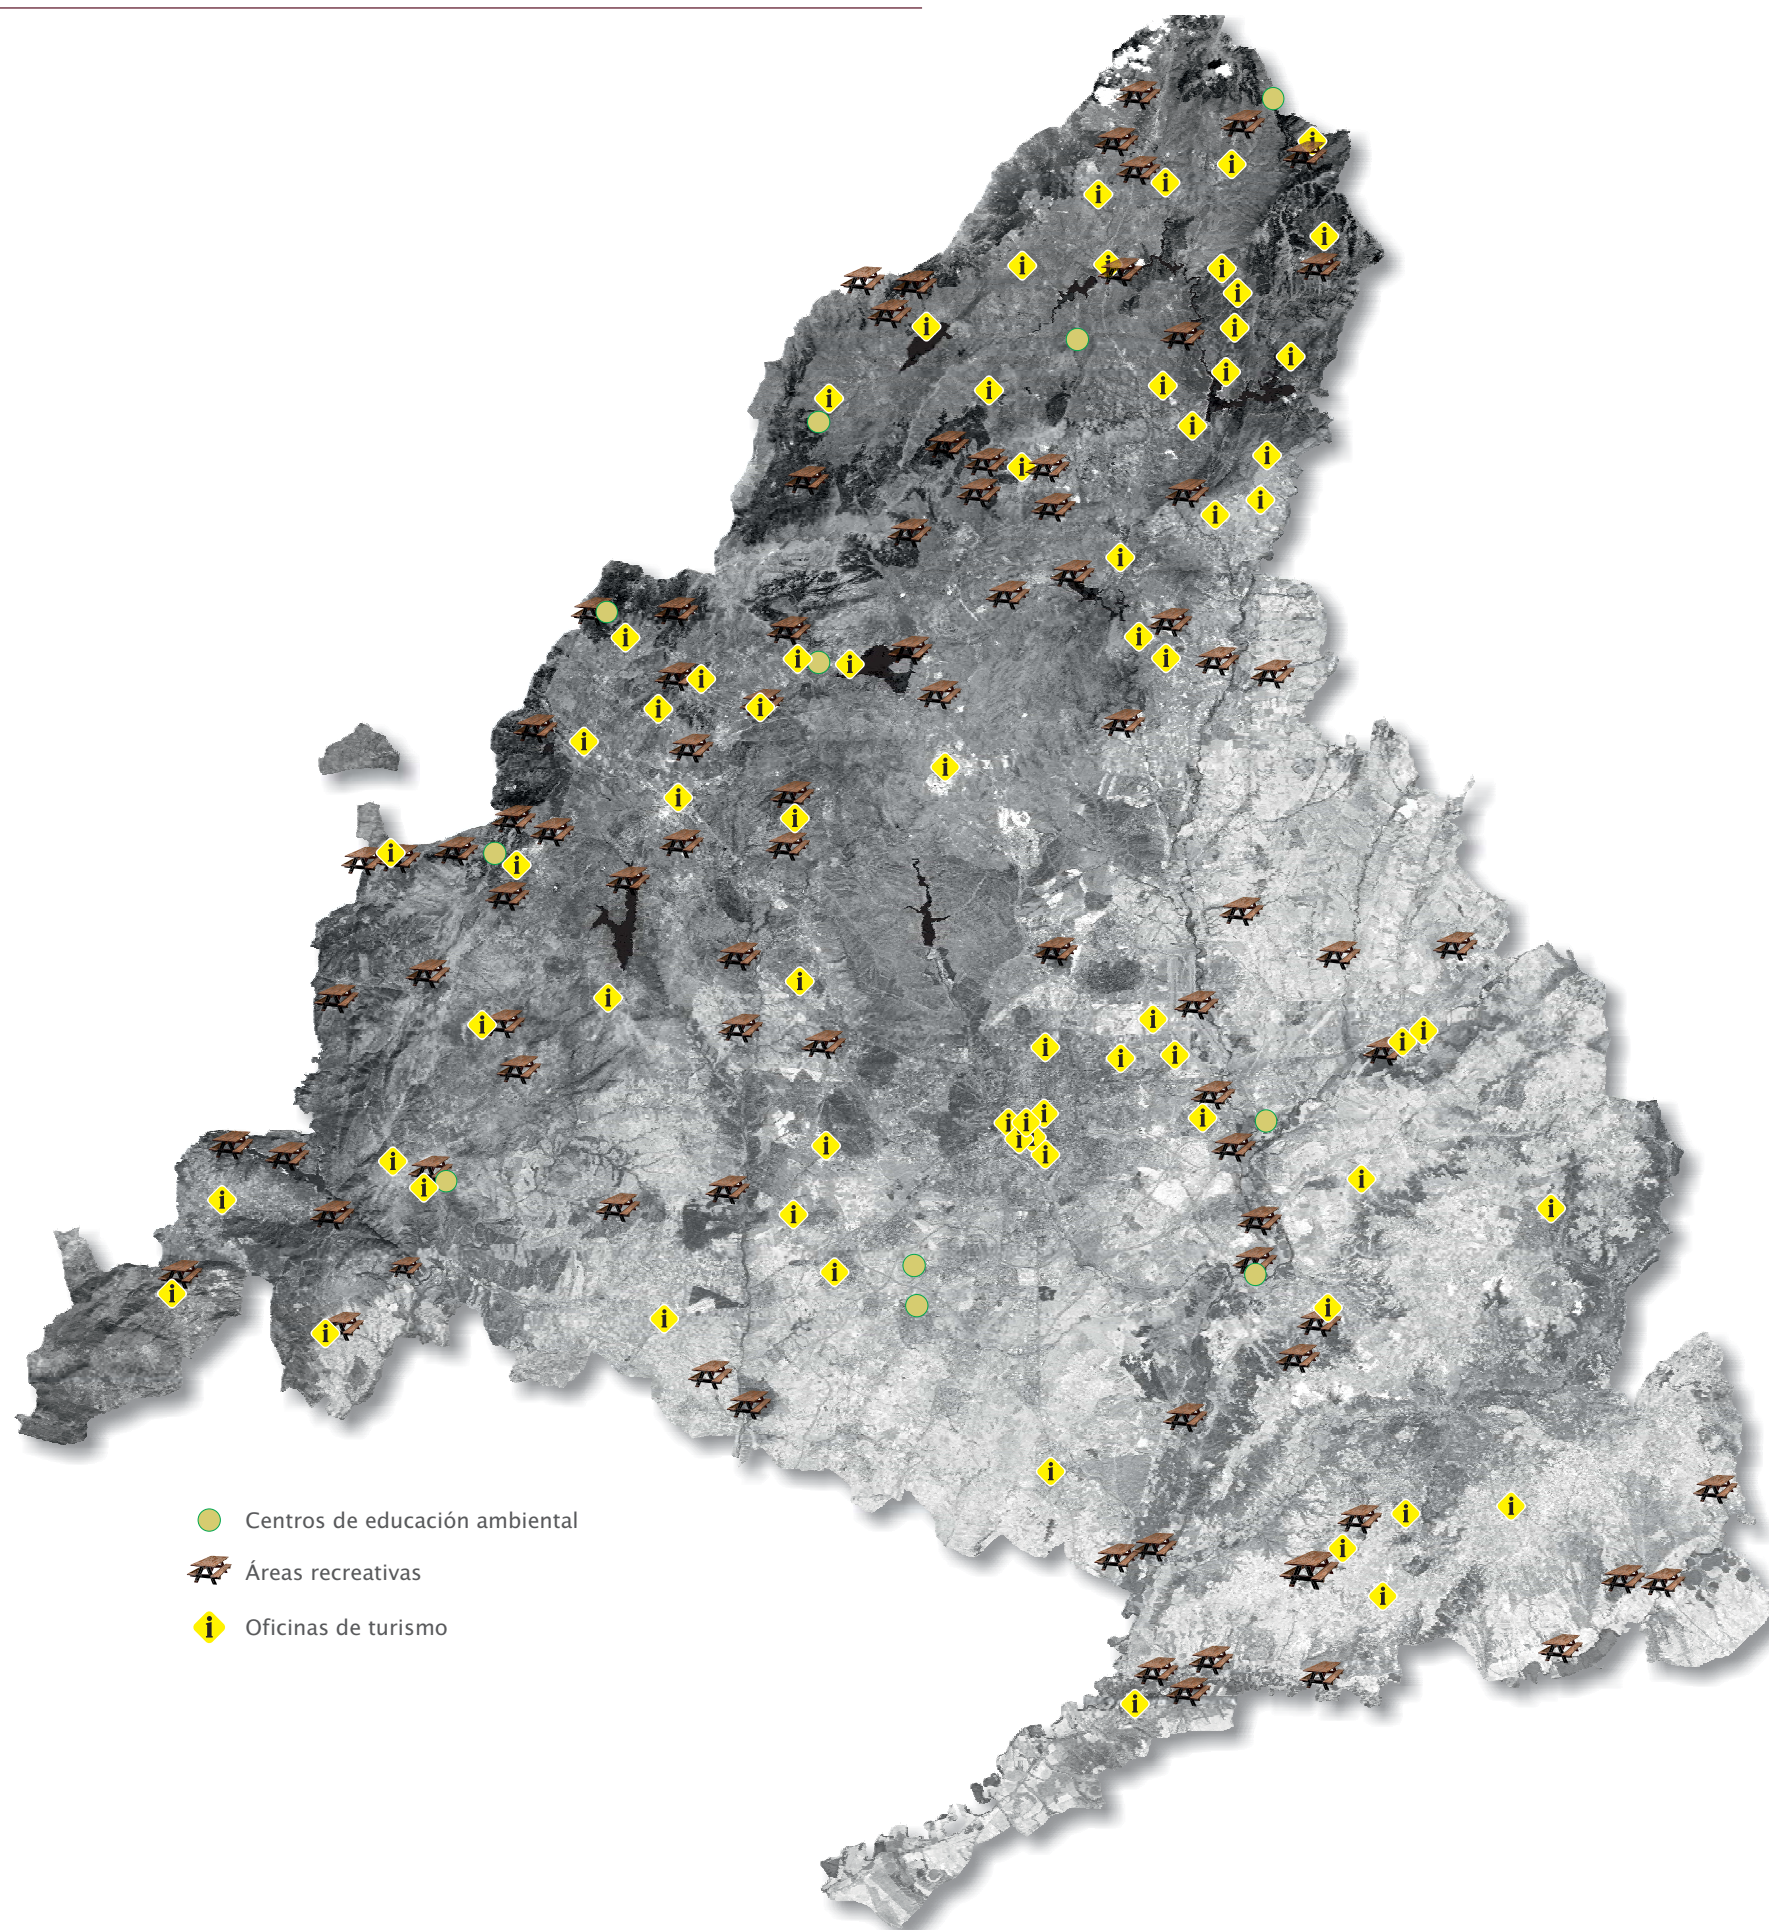 Centros de educación ambiental
Áreas recreativas
Oficinas de turismo